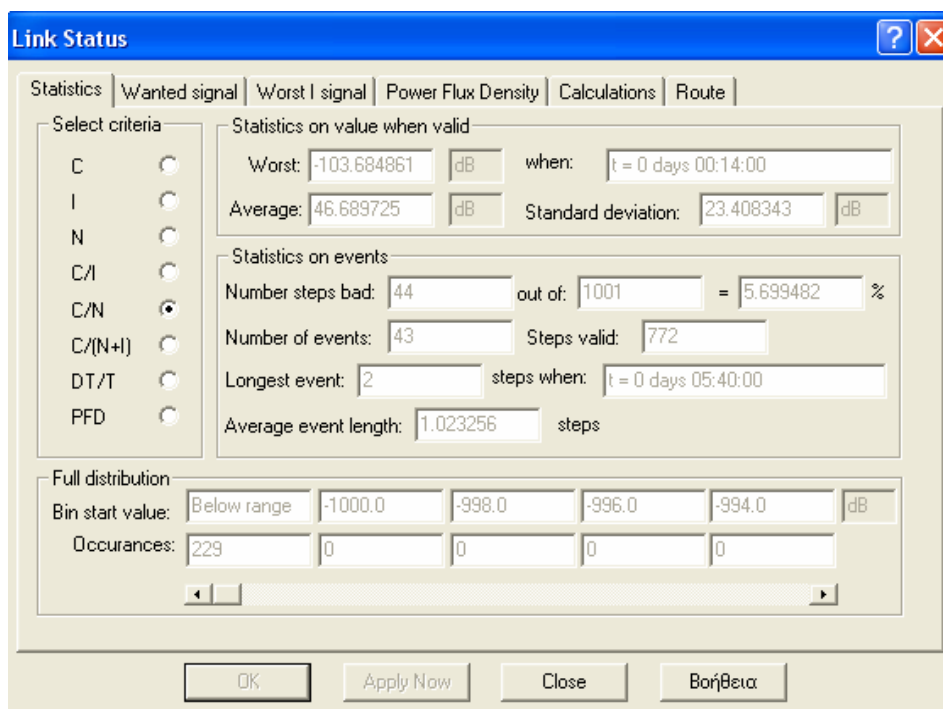 Link Status
Statistics Wanted signal Worst I signal Power Flux Density Calculations Route
Select criteria
C
I
N
C/I
C/N
C/(N+I)
DT/T
PFD
Statistics on value when valid
Worst: -103.684861 dB when: t = 0 days 00:14:00
Average: 46.689725 dB Standard deviation: 23.408343 dB
Statistics on events
Number steps bad: 44 out of: 1001 = 5.699482 %
Number of events: 43 Steps valid: 772
Longest event: 2 steps when: t = 0 days 05:40:00
Average event length: 1.023256 steps
Full distribution
Bin start value: Below range -1000.0 -998.0 -996.0 -994.0 dB
Occurances: 229 0 0 0 0
OK Apply Now Close Βοήθεια